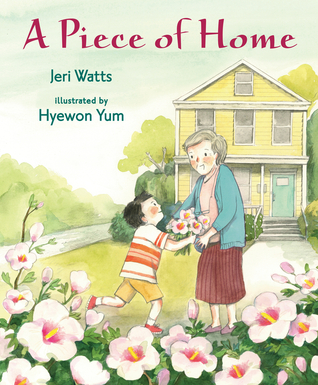 A Piece of Home
Jeri Watts
illustrated by
Hyewon Yum